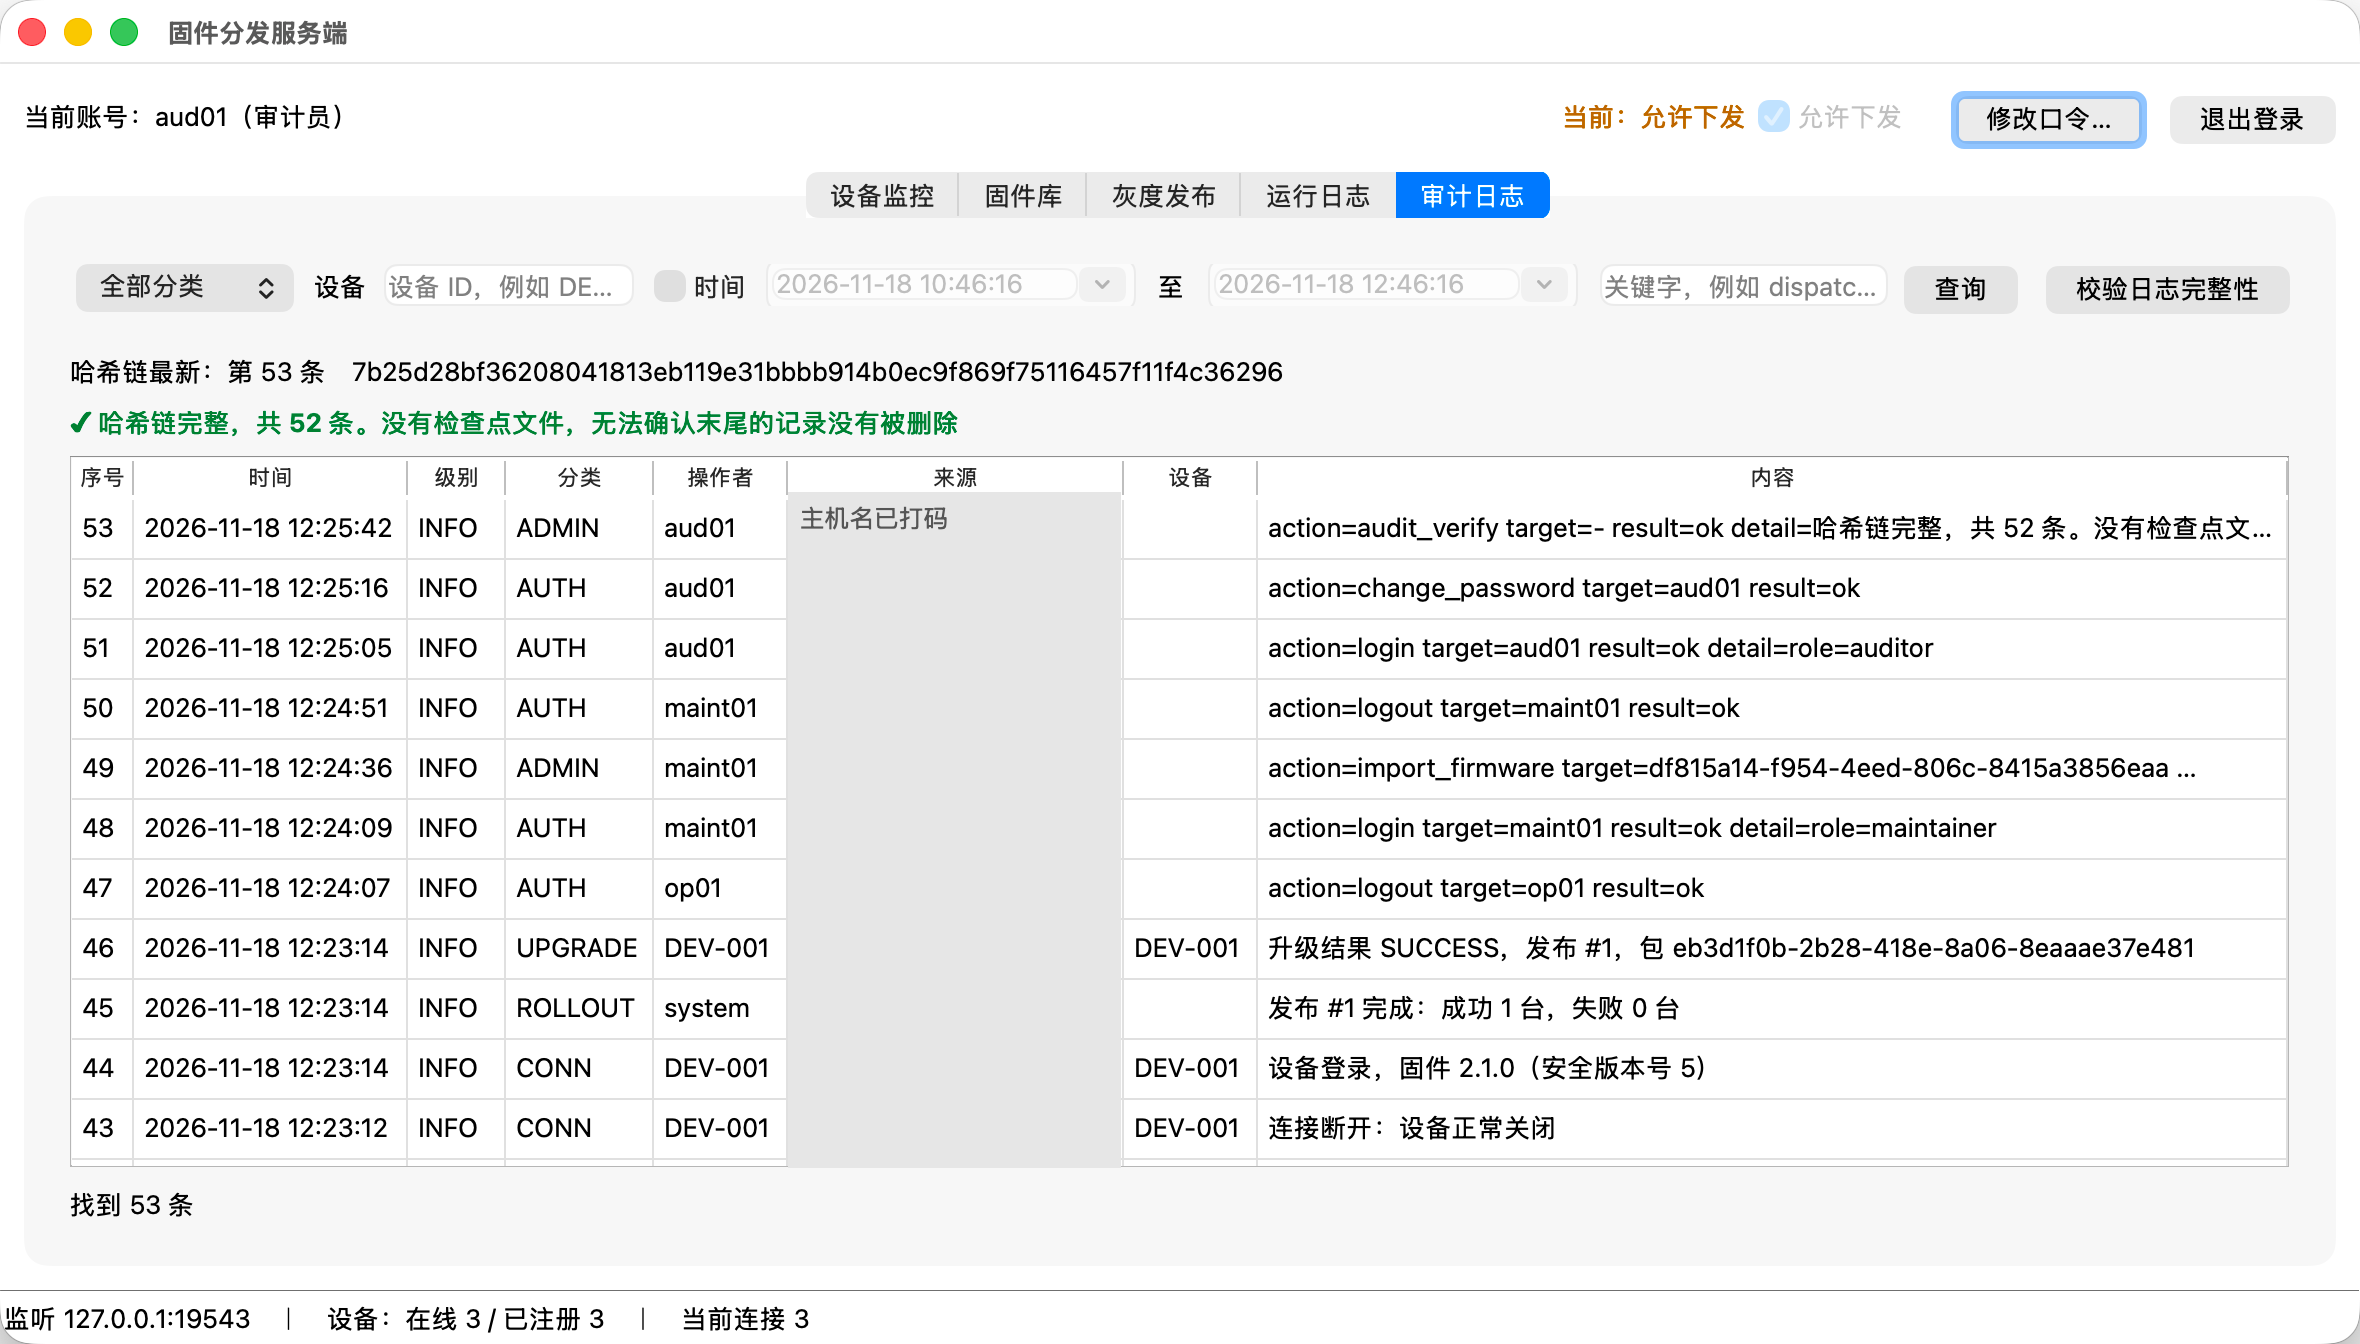 固件分发服务端
当前账号：aud01（审计员）
当前：允许下发 允许下发 修改口令... 退出登录
设备监控 固件库 灰度发布 运行日志 审计日志
全部分类 设备 设备 ID，例如 DE... 时间 2026-11-18 10:46:16 至 2026-11-18 12:46:16 关键字，例如 dispatc... 查询 校验日志完整性
哈希链最新：第 53 条 7b25d28bf36208041813eb119e31bbbb914b0ec9f869f75116457f11f4c36296
✔ 哈希链完整，共 52 条。没有检查点文件，无法确认末尾的记录没有被删除
序号 时间 级别 分类 操作者 来源 设备 内容
主机名已打码
53 2026-11-18 12:25:42 INFO ADMIN aud01 action=audit_verify target=- result=ok detail=哈希链完整，共 52 条。没有检查点文...
52 2026-11-18 12:25:16 INFO AUTH aud01 action=change_password target=aud01 result=ok
51 2026-11-18 12:25:05 INFO AUTH aud01 action=login target=aud01 result=ok detail=role=auditor
50 2026-11-18 12:24:51 INFO AUTH maint01 action=logout target=maint01 result=ok
49 2026-11-18 12:24:36 INFO ADMIN maint01 action=import_firmware target=df815a14-f954-4eed-806c-8415a3856eaa ...
48 2026-11-18 12:24:09 INFO AUTH maint01 action=login target=maint01 result=ok detail=role=maintainer
47 2026-11-18 12:24:07 INFO AUTH op01 action=logout target=op01 result=ok
46 2026-11-18 12:23:14 INFO UPGRADE DEV-001 DEV-001 升级结果 SUCCESS，发布 #1，包 eb3d1f0b-2b28-418e-8a06-8eaaae37e481
45 2026-11-18 12:23:14 INFO ROLLOUT system 发布 #1 完成：成功 1 台，失败 0 台
44 2026-11-18 12:23:14 INFO CONN DEV-001 DEV-001 设备登录，固件 2.1.0（安全版本号 5）
43 2026-11-18 12:23:12 INFO CONN DEV-001 DEV-001 连接断开：设备正常关闭
找到 53 条
监听 127.0.0.1:19543 | 设备：在线 3 / 已注册 3 | 当前连接 3